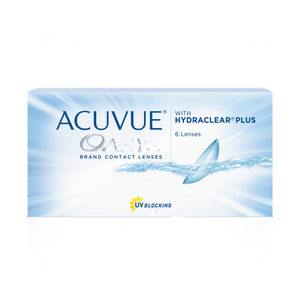 ACUVUE®
OASYS
BRAND CONTACT LENSES
WITH
HYDRACLEAR® PLUS
6 Lenses
UV BLOCKING